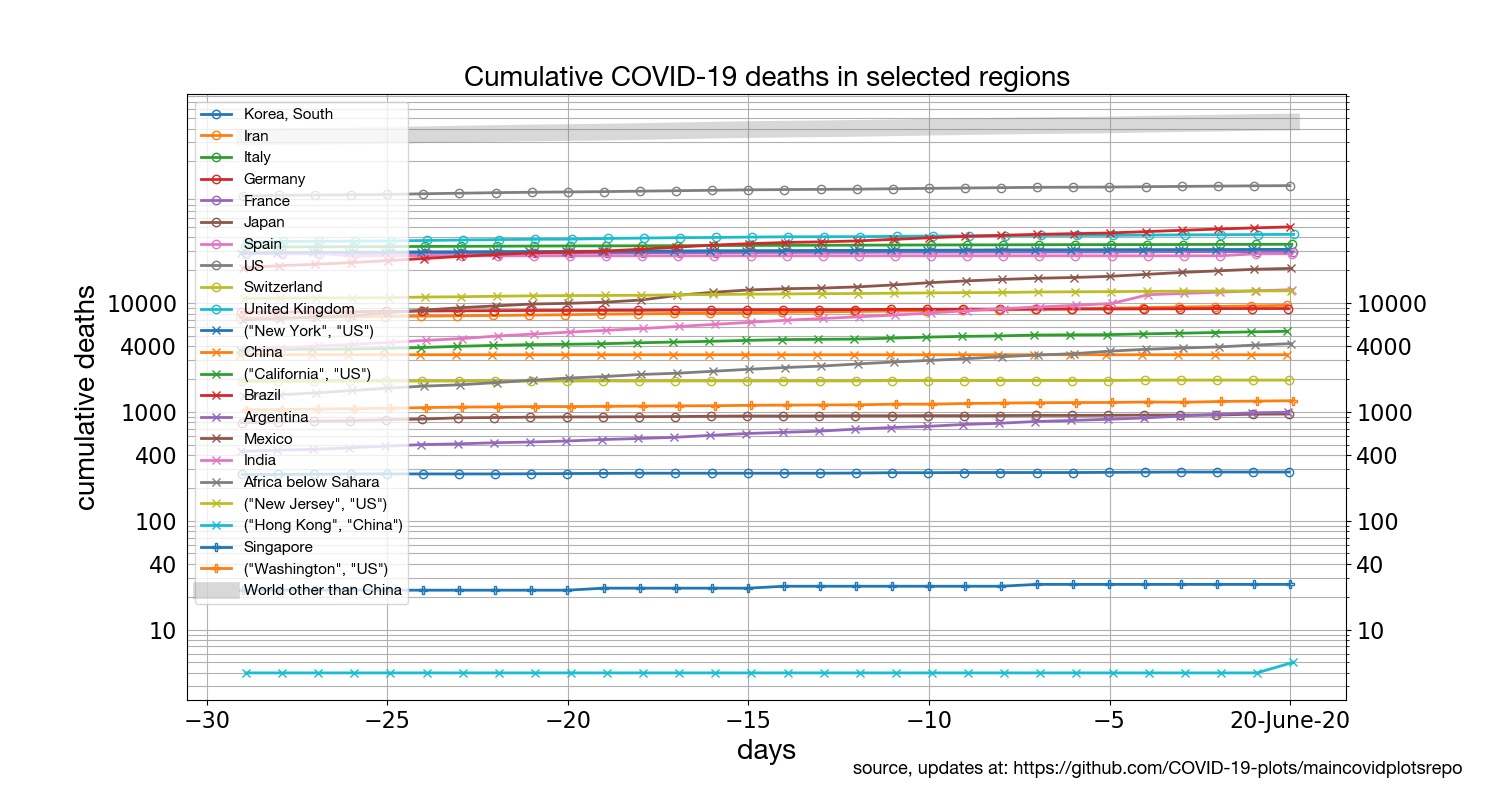 Cumulative COVID-19 deaths in selected regions
Korea, South
Iran
Italy
Germany
France
Japan
Spain
US
Switzerland
United Kingdom
("New York", "US")
China
("California", "US")
Brazil
Argentina
Mexico
India
Africa below Sahara
("New Jersey", "US")
("Hong Kong", "China")
Singapore
("Washington", "US")
World other than China
cumulative deaths
10000
4000
1000
400
100
40
10
10000
4000
1000
400
100
40
10
−30 −25 −20 −15 −10 −5 20-June-20
days
source, updates at: https://github.com/COVID-19-plots/maincovidplotsrepo